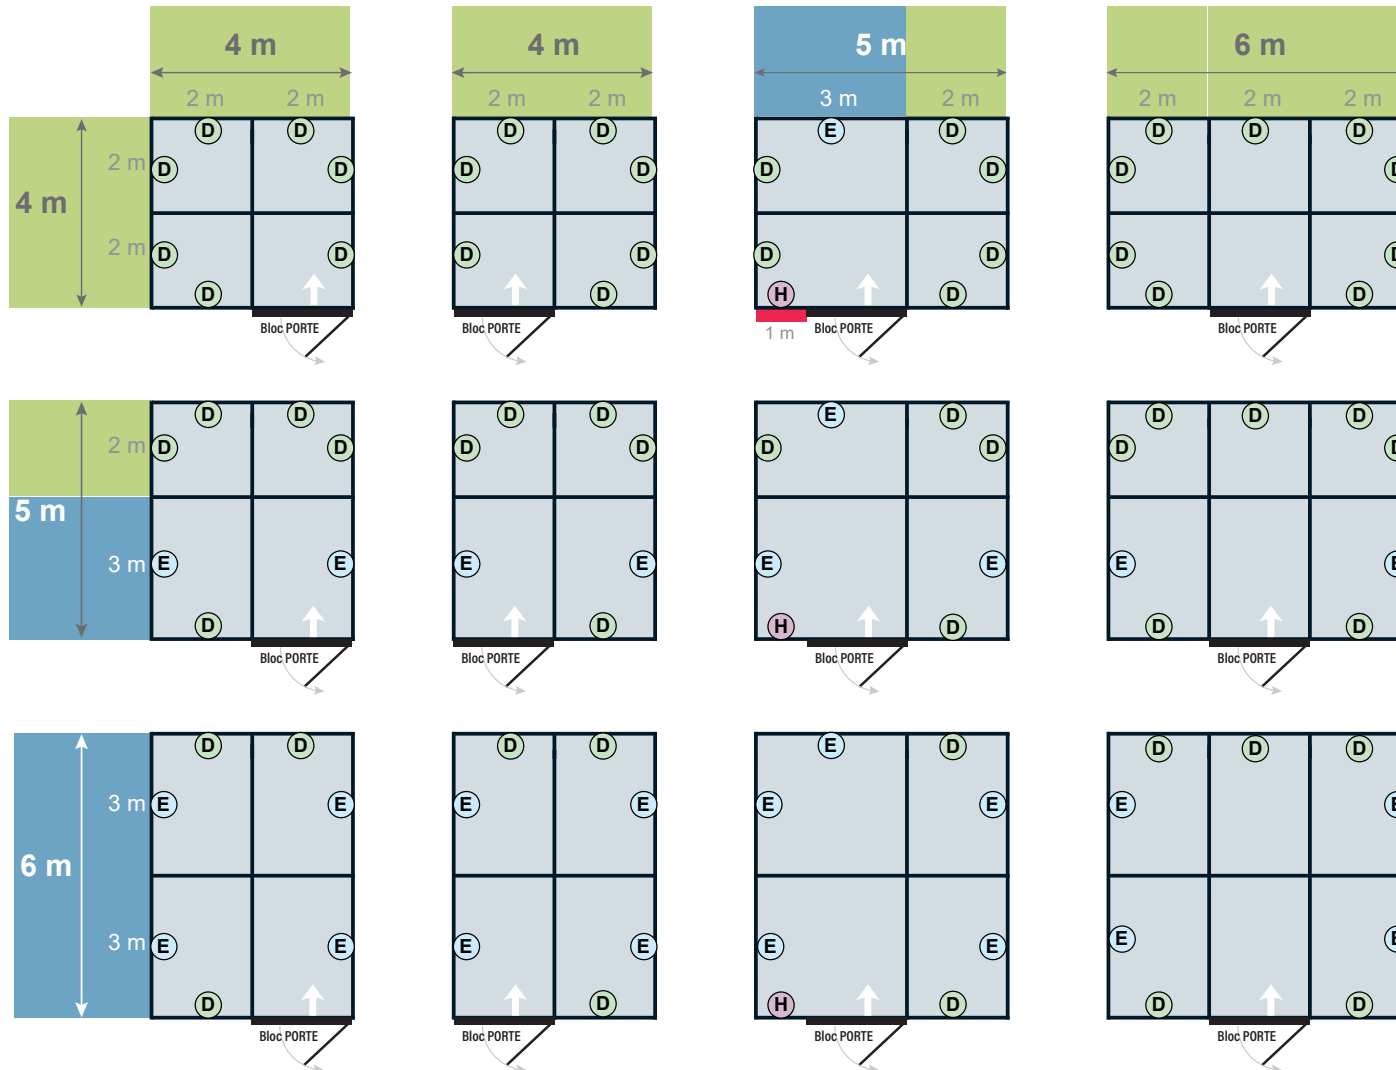 4 m
4 m
5 m
6 m
2 m 2 m
2 m 2 m
3 m 2 m
2 m 2 m 2 m
D D
D D
E D
D D D
2 m D D
D D
D D
D D
4 m
2 m D D
D D
D D
D D
D
D
H D
D D
1 m
Bloc PORTE
Bloc PORTE
Bloc PORTE
Bloc PORTE
D D
D D
E D
D D D
2 m D D
D D
D D
D D
5 m
3 m E E
E E
E E
E E
D
D
H D
D D
Bloc PORTE
Bloc PORTE
Bloc PORTE
Bloc PORTE
D D
D D
E D
D D D
3 m E E
E E
E E
E E
6 m
3 m E E
E E
E E
E E
D
D
H D
D D
Bloc PORTE
Bloc PORTE
Bloc PORTE
Bloc PORTE